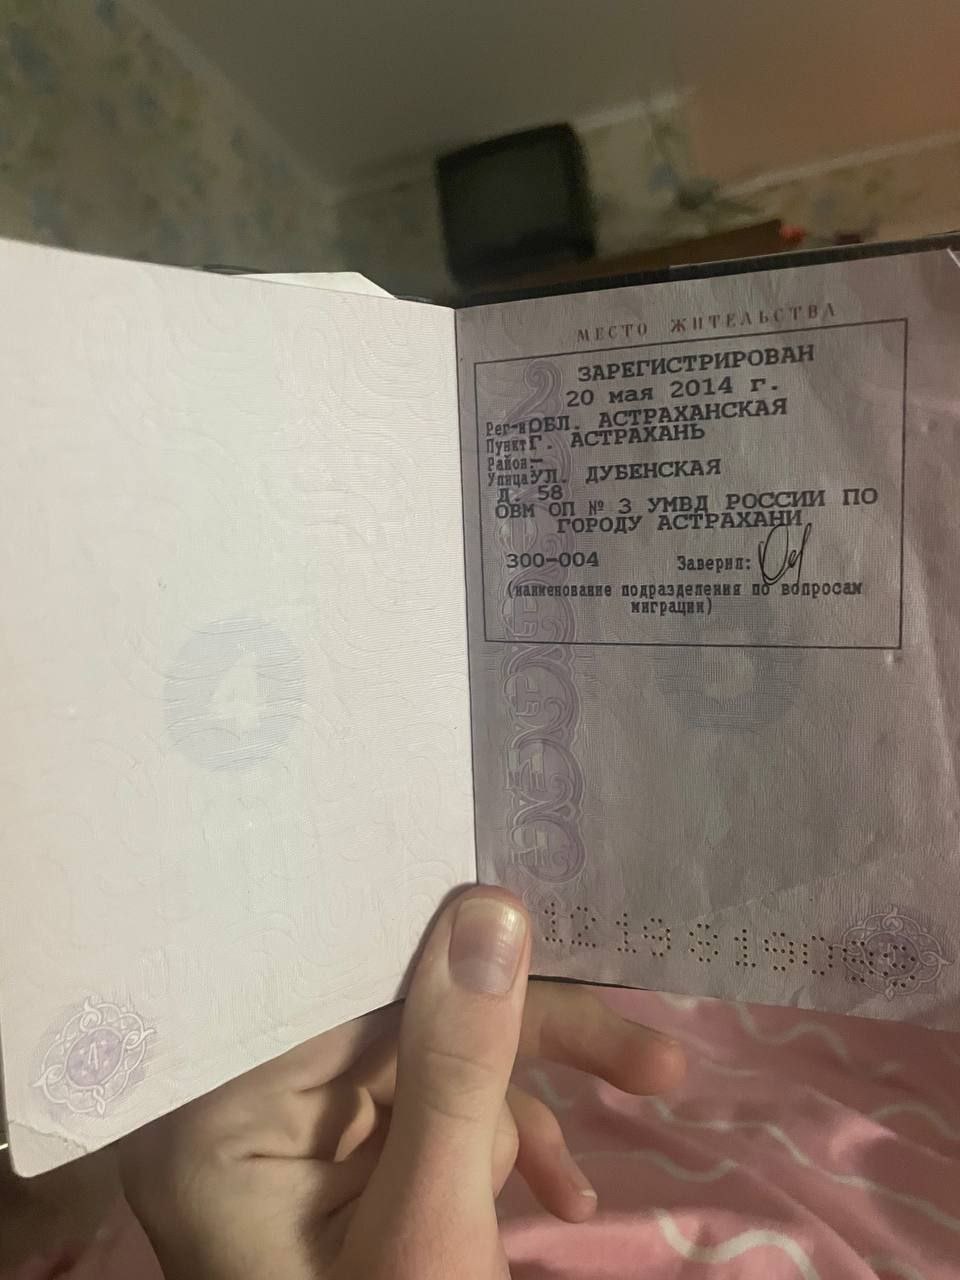 МЕСТО ЖИТЕЛЬСТВА
ЗАРЕГИСТРИРОВАН
20 мая 2014 г.
Рег-н ОБЛ. АСТРАХАНСКАЯ
Пункт Г. АСТРАХАНЬ
Район -
Улица УЛ. ДУБЕНСКАЯ
Д. 58
ОВМ ОП № 3 УМВД РОССИИ ПО
ГОРОДУ АСТРАХАНИ
300-004 Заверил:
(наименование подразделения по вопросам
миграции)
4